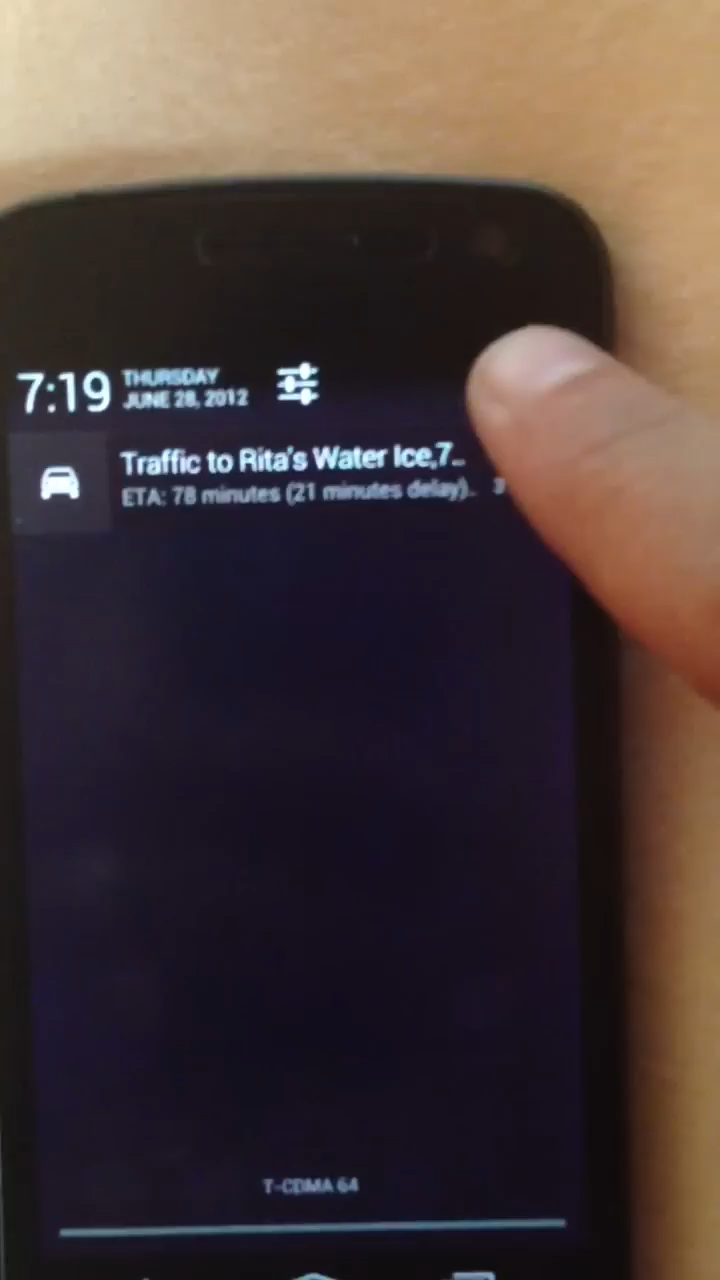 7:19
THURSDAY
JUNE 28, 2012
Traffic to Rita's Water Ice,7...
ETA: 78 minutes (21 minutes delay)...
T-CDMA 64